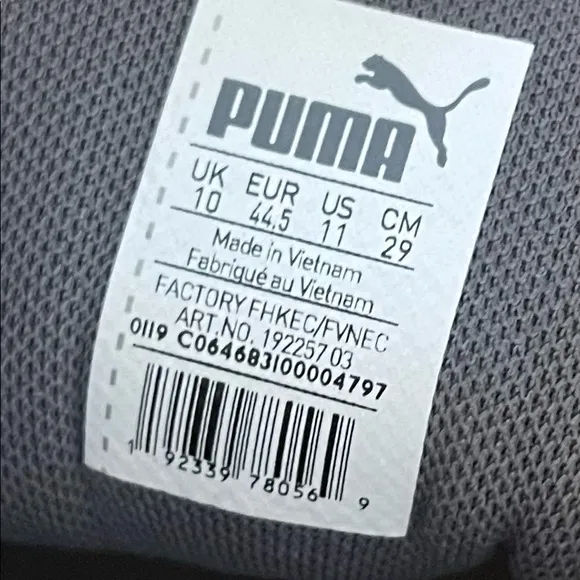 PUMA
UK EUR US CM
10 44.5 11 29
Made in Vietnam
Fabriqué au Vietnam
FACTORY FHKEC/FVNEC
ART.NO. 192257 03
0119 C064683100004797
1 92339 78056 9